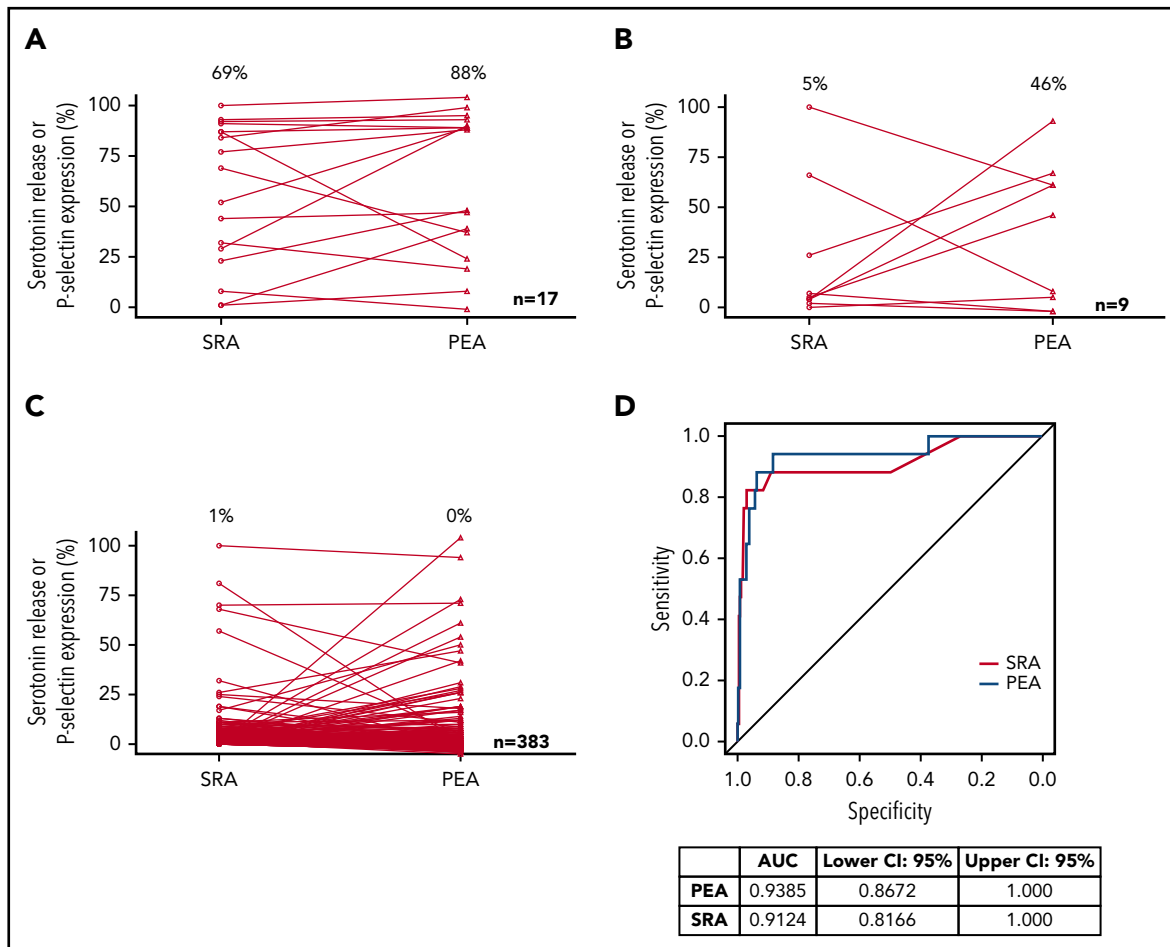 A
69%
88%
Serotonin release or
P-selectin expression (%)
100
75
50
25
0
n=17
SRA
PEA
B
5%
46%
Serotonin release or
P-selectin expression (%)
100
75
50
25
0
n=9
SRA
PEA
C
1%
0%
Serotonin release or
P-selectin expression (%)
100
75
50
25
0
n=383
SRA
PEA
D
Sensitivity
1.0
0.8
0.6
0.4
0.2
0.0
SRA
PEA
1.0 0.8 0.6 0.4 0.2 0.0
Specificity
AUC Lower CI: 95% Upper CI: 95%
PEA 0.9385 0.8672 1.000
SRA 0.9124 0.8166 1.000